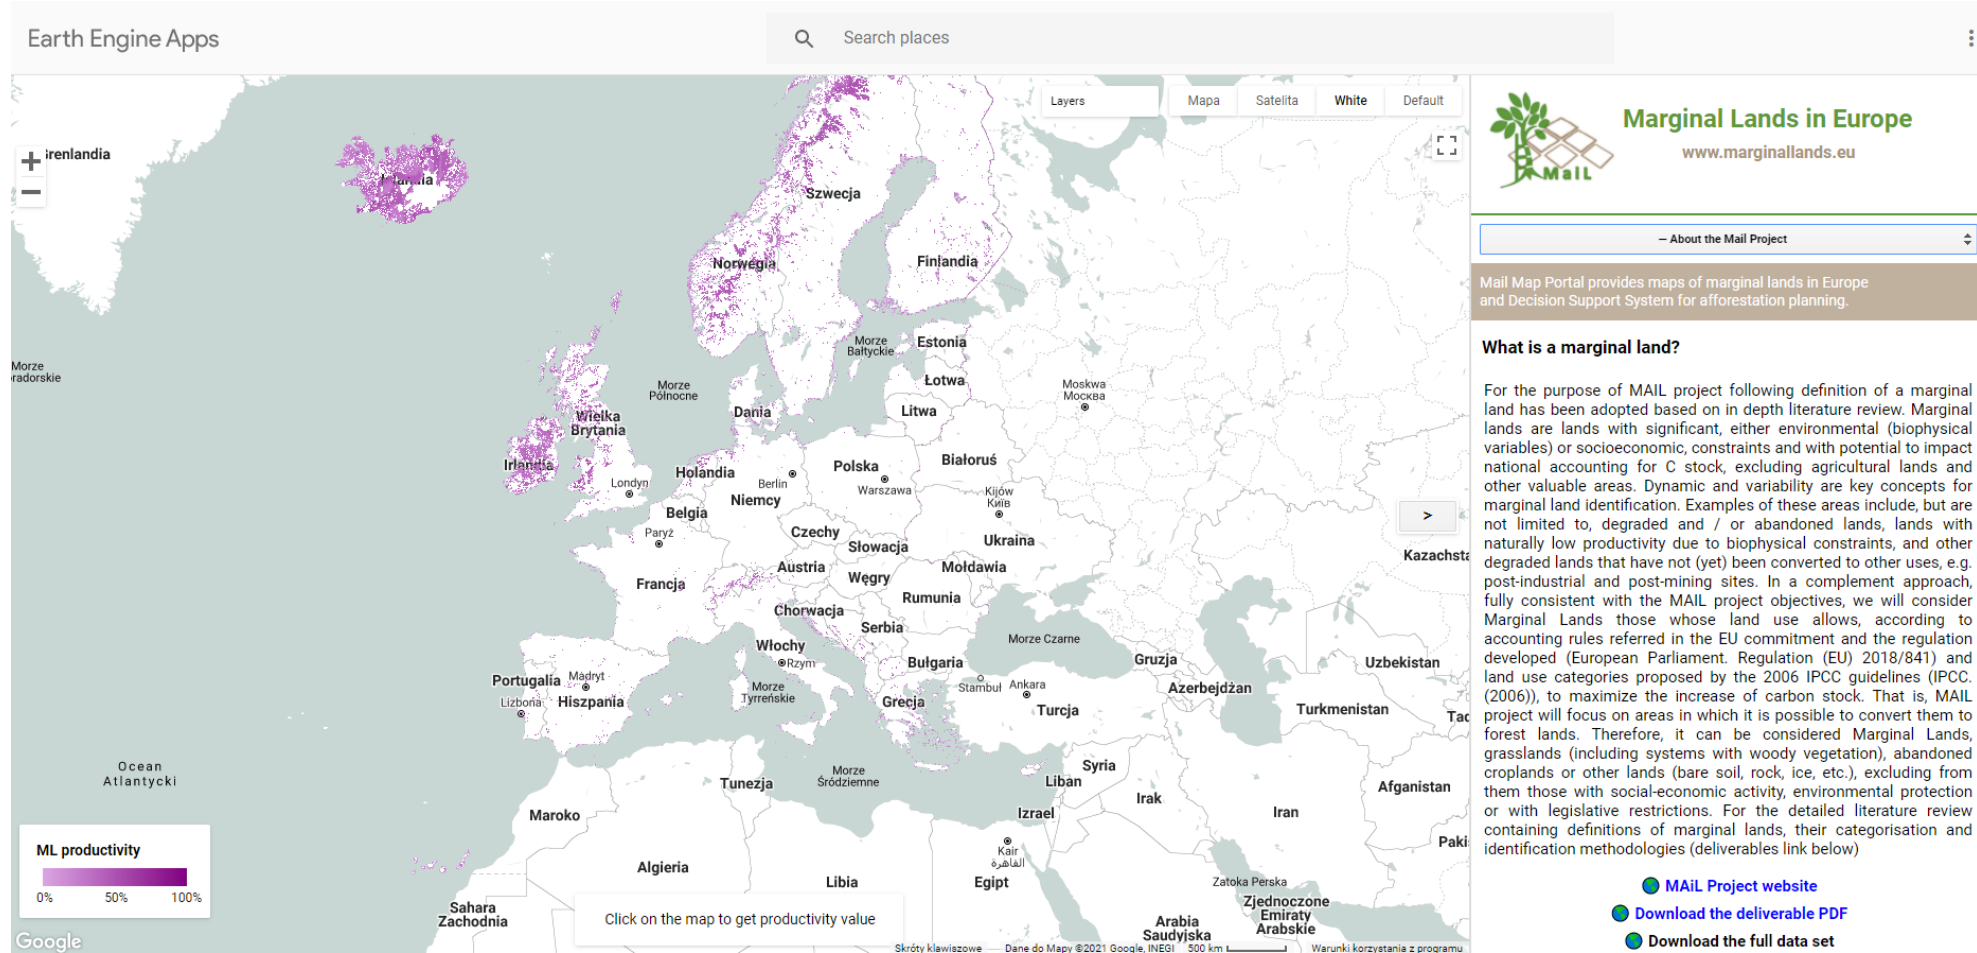 Earth Engine Apps
Search places
Layers
Mapa
Satelita
White
Default
Grenlandia
Szwecja
Norwegia
Finlandia
Morze
Bałtyckie
Estonia
Łotwa
Litwa
Moskwa
Москва
Morze
Północne
Dania
Wielka
Brytania
Irlandia
Londyn
Holandia
Berlin
Polska
Warszawa
Białoruś
Niemcy
Belgia
Kijów
Київ
Paryż
Czechy
Słowacja
Ukraina
Kazachsta
Austria
Węgry
Mołdawia
Francja
Rumunia
Chorwacja
Serbia
Morze Czarne
Włochy
Rzym
Bułgaria
Gruzja
Uzbekistan
Portugalia
Madryt
Lizbona
Hiszpania
Morze
Tyrreńskie
Grecja
Stambuł
Ankara
Turcja
Azerbejdżan
Turkmenistan
Tad
Morze
radorskie
Ocean
Atlantycki
Tunezja
Morze
Śródziemne
Syria
Liban
Irak
Afganistan
Maroko
Izrael
Iran
Pakis
Kair
القاهرة
Algieria
Libia
Egipt
Zatoka Perska
Zjednoczone
Emiraty
Arabskie
Sahara
Zachodnia
Arabia
Saudyjska
>
ML productivity
0%
50%
100%
Click on the map to get productivity value
Google
Skróty klawiszowe
Dane do Mapy ©2021 Google, INEGI
500 km
Warunki korzystania z programu
MaiL
Marginal Lands in Europe
www.marginallands.eu
— About the Mail Project
Mail Map Portal provides maps of marginal lands in Europe
and Decision Support System for afforestation planning.
What is a marginal land?
For the purpose of MAIL project following definition of a marginal
land has been adopted based on in depth literature review. Marginal
lands are lands with significant, either environmental (biophysical
variables) or socioeconomic, constraints and with potential to impact
national accounting for C stock, excluding agricultural lands and
other valuable areas. Dynamic and variability are key concepts for
marginal land identification. Examples of these areas include, but are
not limited to, degraded and / or abandoned lands, lands with
naturally low productivity due to biophysical constraints, and other
degraded lands that have not (yet) been converted to other uses, e.g.
post-industrial and post-mining sites. In a complement approach,
fully consistent with the MAIL project objectives, we will consider
Marginal Lands those whose land use allows, according to
accounting rules referred in the EU commitment and the regulation
developed (European Parliament. Regulation (EU) 2018/841) and
land use categories proposed by the 2006 IPCC guidelines (IPCC.
(2006)), to maximize the increase of carbon stock. That is, MAIL
project will focus on areas in which it is possible to convert them to
forest lands. Therefore, it can be considered Marginal Lands,
grasslands (including systems with woody vegetation), abandoned
croplands or other lands (bare soil, rock, ice, etc.), excluding from
them those with social-economic activity, environmental protection
or with legislative restrictions. For the detailed literature review
containing definitions of marginal lands, their categorisation and
identification methodologies (deliverables link below)
MAiL Project website
Download the deliverable PDF
Download the full data set